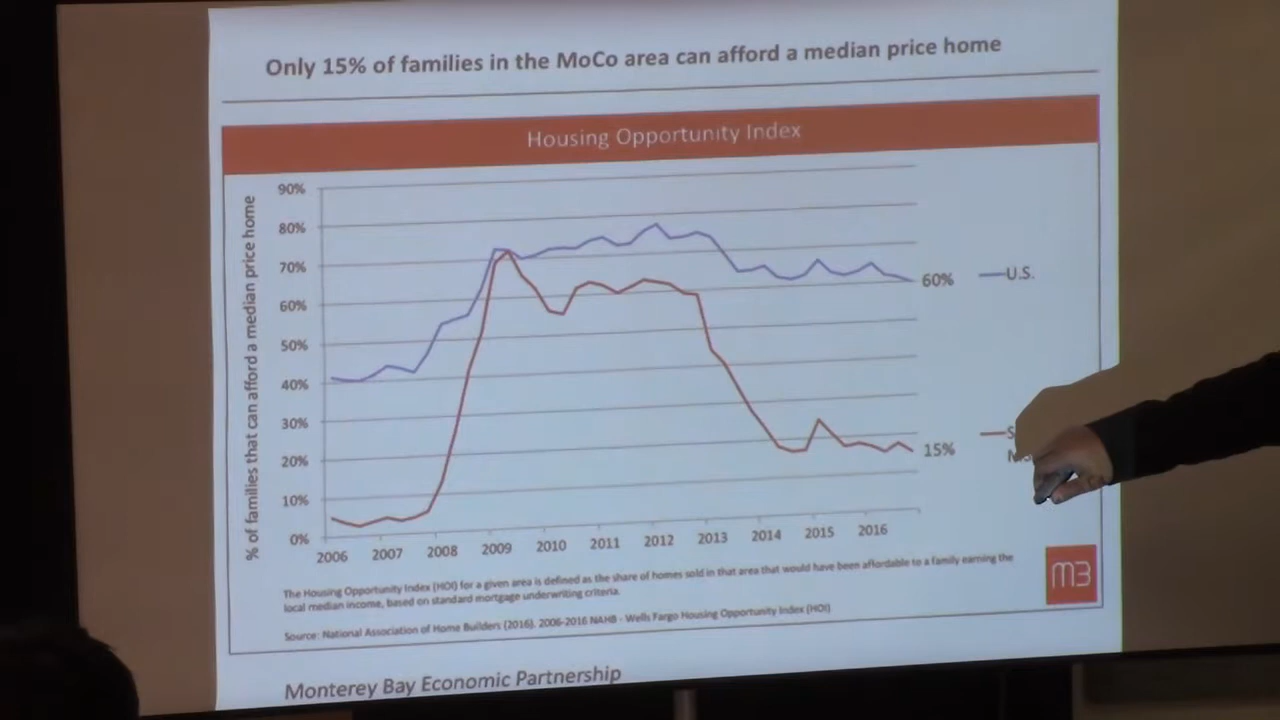 Only 15% of families in the MoCo area can afford a median price home
Housing Opportunity Index
% of families that can afford a median price home
90%
80%
70%
60%
50%
40%
30%
20%
10%
0%
2006 2007 2008 2009 2010 2011 2012 2013 2014 2015 2016
60%
15%
U.S.
The Housing Opportunity Index (HOI) for a given area is defined as the share of homes sold in that area that would have been affordable to a family earning the
local median income, based on standard mortgage underwriting criteria.
Source: National Association of Home Builders (2016). 2006-2016 NAHB - Wells Fargo Housing Opportunity Index (HOI)
m3
Monterey Bay Economic Partnership